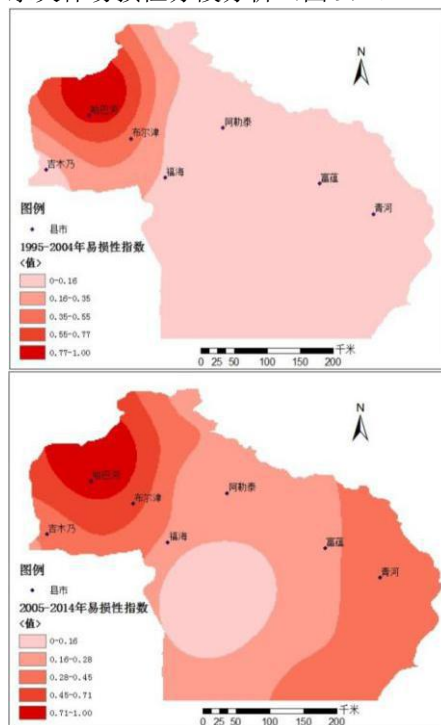 N
阿勒泰
哈巴河
布尔津
吉木乃
福海
富蕴
青河
图例
县市
1995-2004年易损性指数
<值>
0-0.16
0.16-0.35
0.35-0.55
0.55-0.77
0.77-1.00
千米
0 25 50 100 150 200
N
哈巴河
阿勒泰
布尔津
吉木乃
福海
富蕴
青河
图例
县市
2005-2014年易损性指数
<值>
0-0.16
0.16-0.28
0.28-0.45
0.45-0.71
0.71-1.00
千米
0 25 50 100 150 200